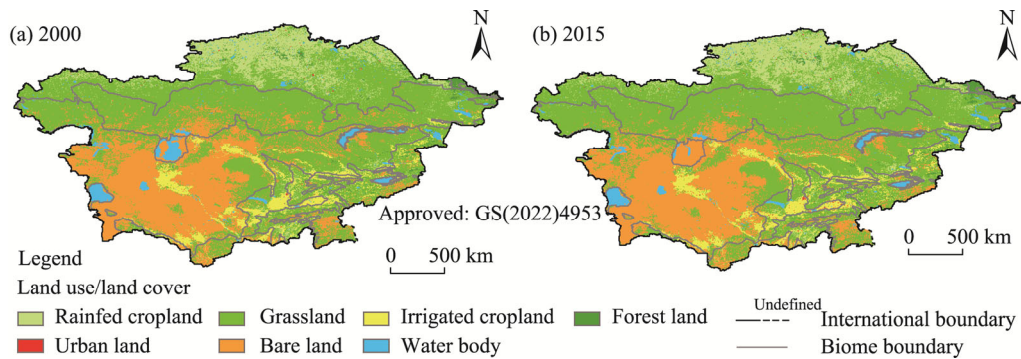 (a) 2000
N
(b) 2015
N
Approved: GS(2022)4953
0 500 km
0 500 km
Legend
Land use/land cover
Rainfed cropland Grassland Irrigated cropland Forest land
Urban land Bare land Water body
Undefined
International boundary
Biome boundary